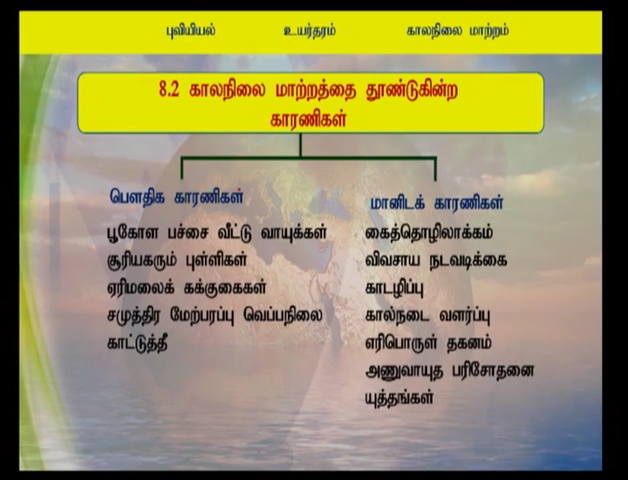 புவியியல் உயர்தரம் காலநிலை மாற்றம்
8.2 காலநிலை மாற்றத்தை தூண்டுகின்ற
காரணிகள்
பௌதிக காரணிகள்
பூகோள பச்சை வீட்டு வாயுக்கள்
சூரியகரும் புள்ளிகள்
ஏரிமலைக் கக்குகைகள்
சமுத்திர மேற்பரப்பு வெப்பநிலை
காட்டுத்தீ
மானிடக் காரணிகள்
கைத்தொழிலாக்கம்
விவசாய நடவடிக்கை
காடழிப்பு
கால்நடை வளர்ப்பு
எரிபொருள் தகனம்
அணுவாயுத பரிசோதனை
யுத்தங்கள்